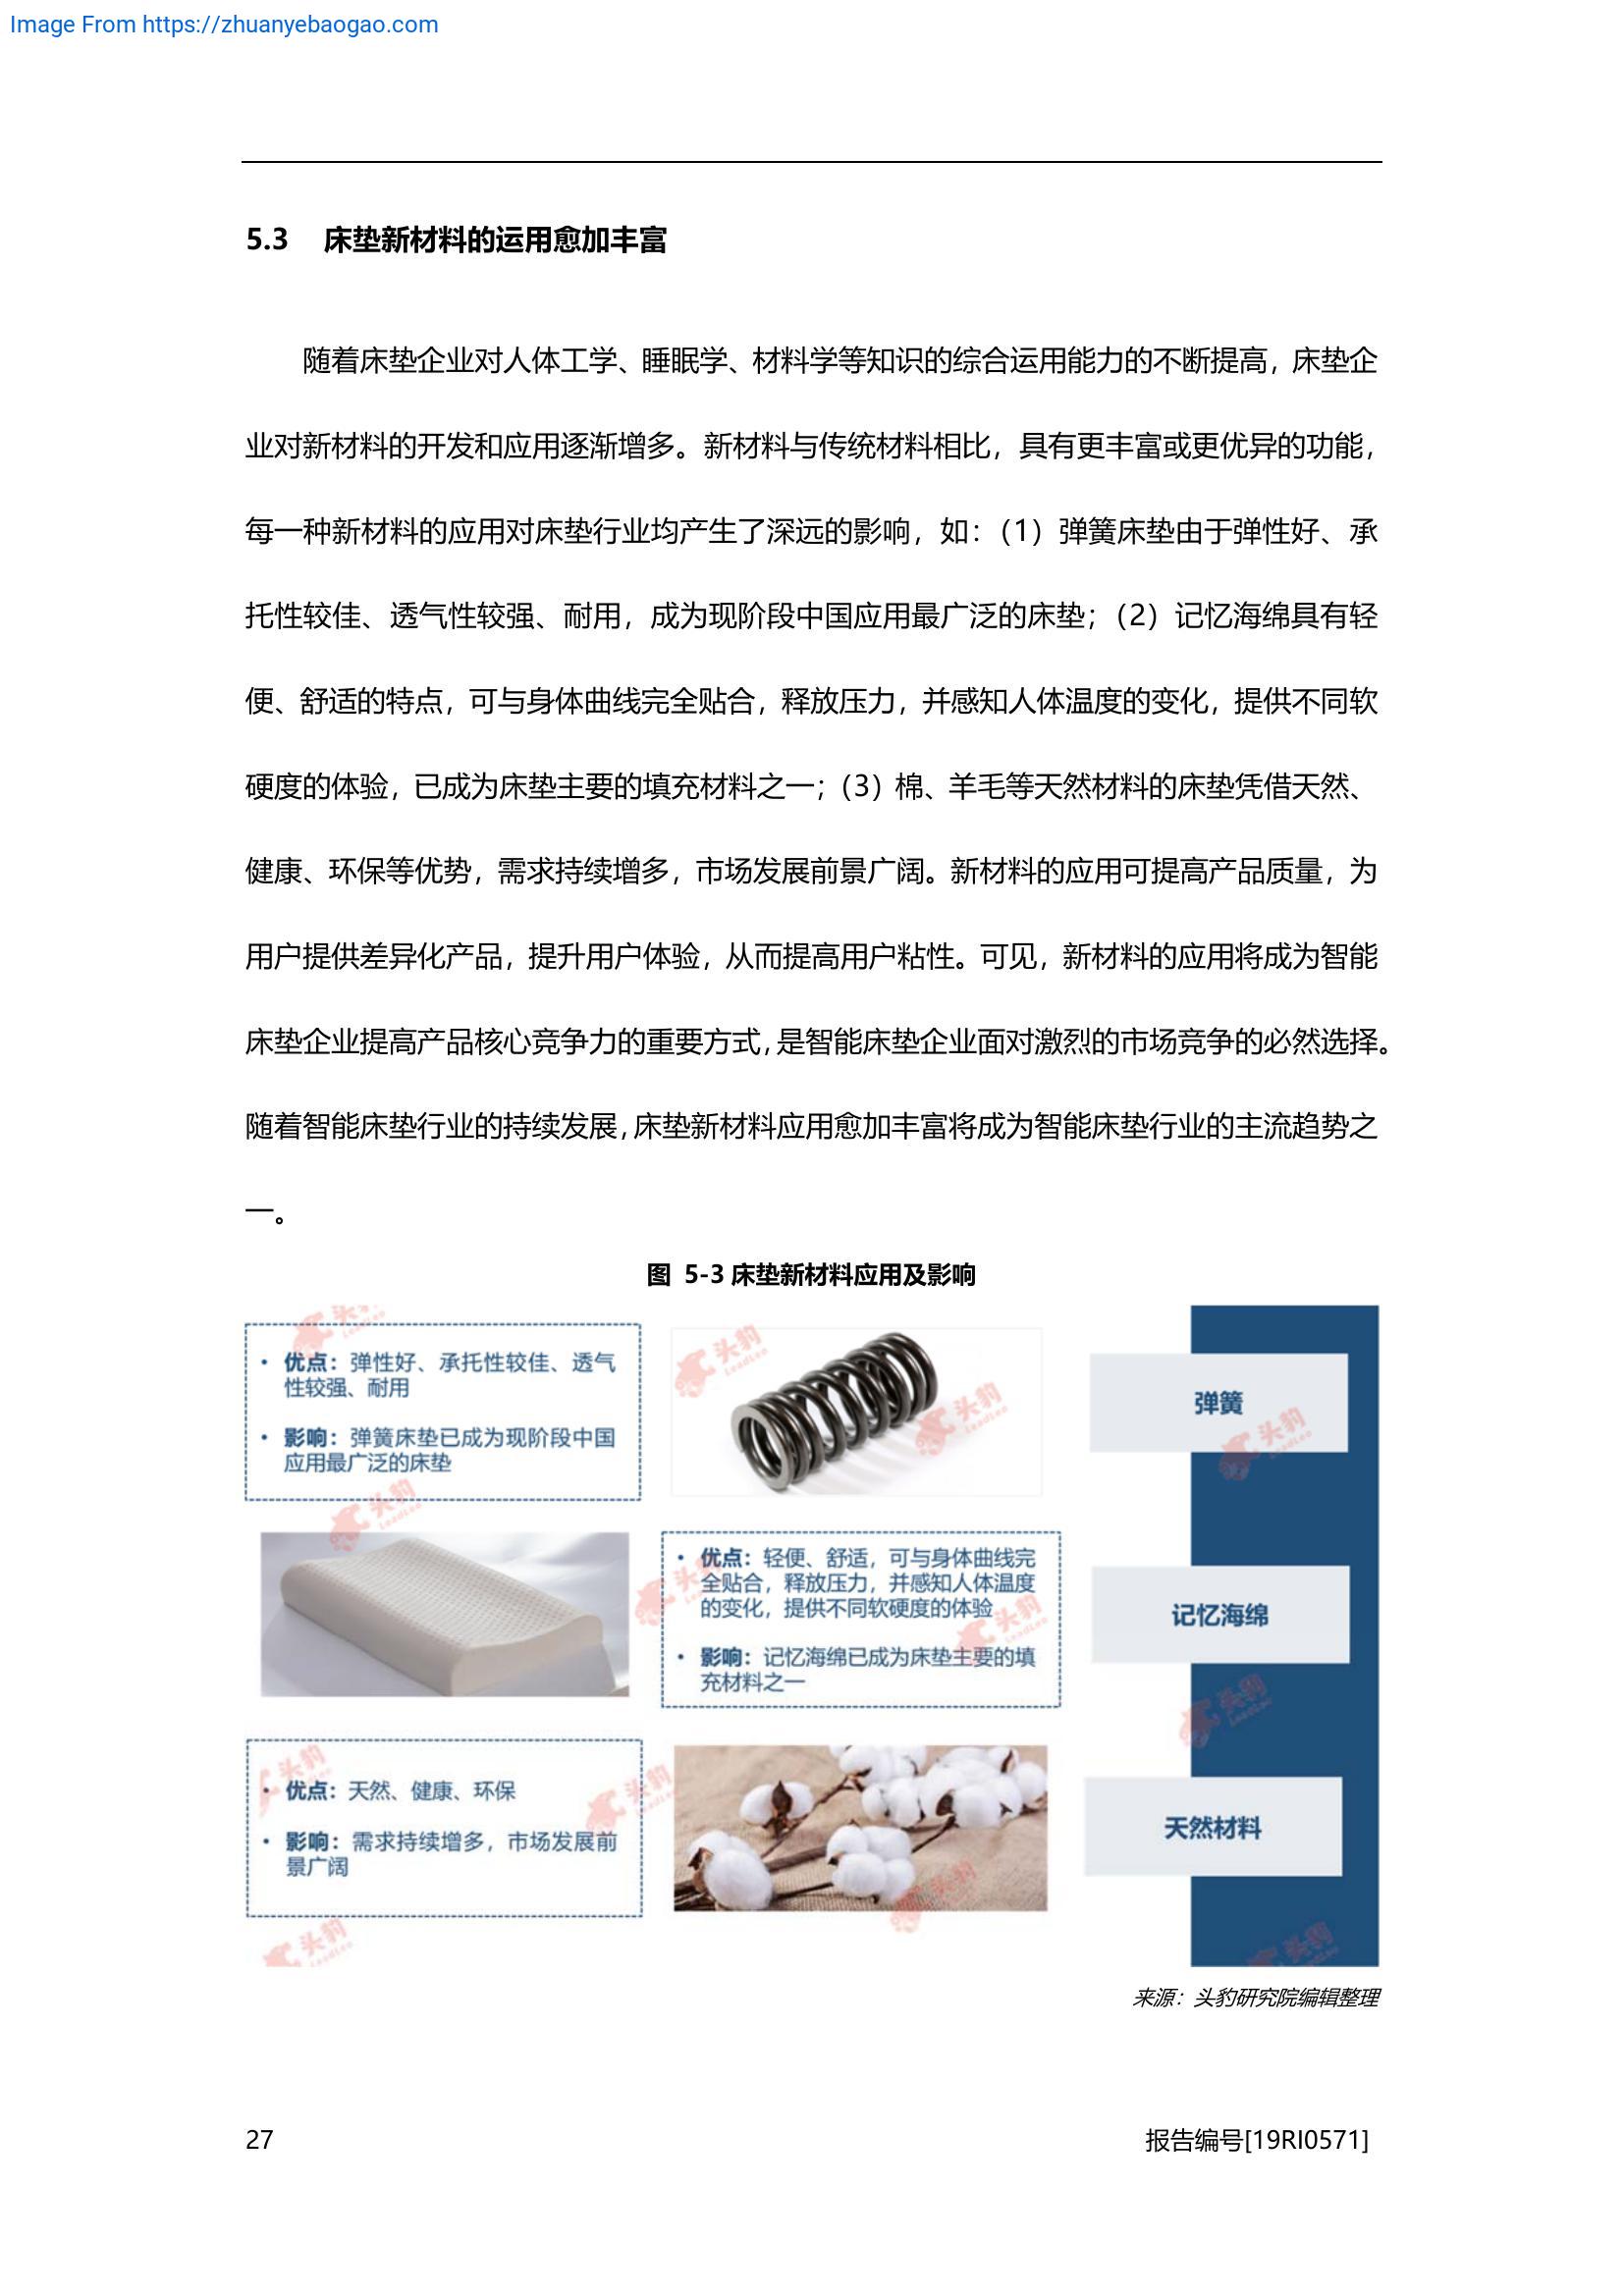 Image From https://zhuanyebaogao.com
5.3 床垫新材料的运用愈加丰富
随着床垫企业对人体工学、睡眠学、材料学等知识的综合运用能力的不断提高，床垫企
业对新材料的开发和应用逐渐增多。新材料与传统材料相比，具有更丰富或更优异的功能，
每一种新材料的应用对床垫行业均产生了深远的影响，如：（1）弹簧床垫由于弹性好、承
托性较佳、透气性较强、耐用，成为现阶段中国应用最广泛的床垫；（2）记忆海绵具有轻
便、舒适的特点，可与身体曲线完全贴合，释放压力，并感知人体温度的变化，提供不同软
硬度的体验，已成为床垫主要的填充材料之一；（3）棉、羊毛等天然材料的床垫凭借天然、
健康、环保等优势，需求持续增多，市场发展前景广阔。新材料的应用可提高产品质量，为
用户提供差异化产品，提升用户体验，从而提高用户粘性。可见，新材料的应用将成为智能
床垫企业提高产品核心竞争力的重要方式，是智能床垫企业面对激烈的市场竞争的必然选择。
随着智能床垫行业的持续发展，床垫新材料应用愈加丰富将成为智能床垫行业的主流趋势之
一。
图 5-3 床垫新材料应用及影响
• 优点：弹性好、承托性较佳、透气
性较强、耐用
• 影响：弹簧床垫已成为现阶段中国
应用最广泛的床垫
弹簧
• 优点：轻便、舒适，可与身体曲线完
全贴合，释放压力，并感知人体温度
的变化，提供不同软硬度的体验
• 影响：记忆海绵已成为床垫主要的填
充材料之一
记忆海绵
• 优点：天然、健康、环保
• 影响：需求持续增多，市场发展前
景广阔
天然材料
头豹
LeadLeo
来源：头豹研究院编辑整理
27
报告编号[19RI0571]